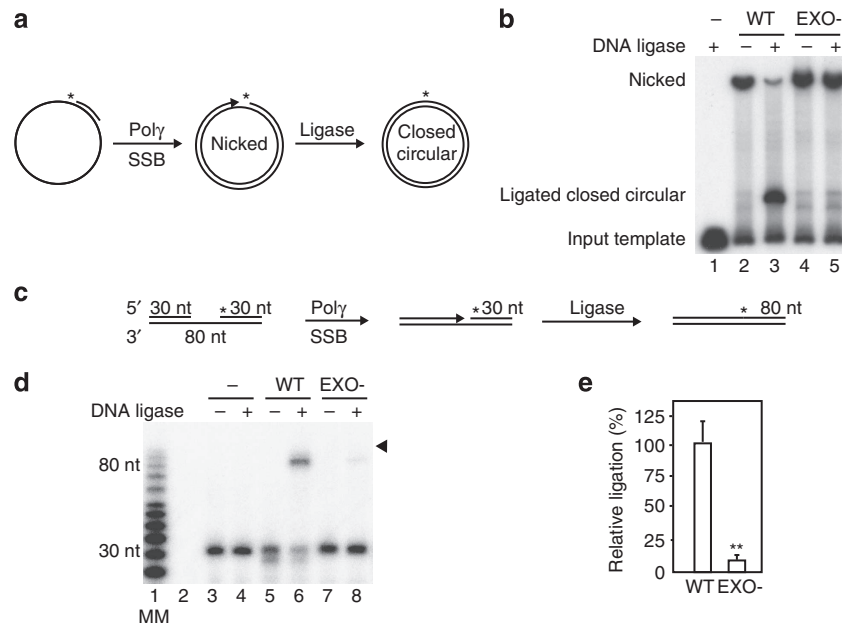 a
*
Polγ
SSB
*
Nicked
Ligase
*
Closed
circular
b
– WT EXO-
DNA ligase + – + – +
Nicked
Ligated closed circular
Input template
1 2 3 4 5
c
5′ 30 nt * 30 nt
3′ 80 nt
Polγ
SSB
* 30 nt
Ligase
* 80 nt
d
– WT EXO-
DNA ligase – + – + – +
80 nt
30 nt
1 2 3 4 5 6 7 8
MM
e
Relative ligation (%)
125
100
75
50
25
0
**
WT EXO-